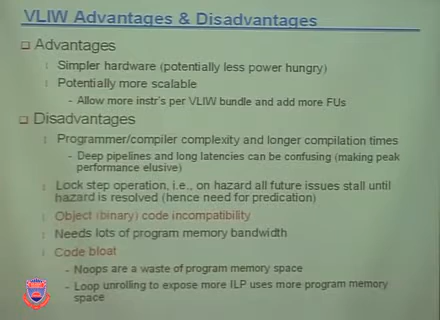 VLIW Advantages & Disadvantages
Advantages
Simpler hardware (potentially less power hungry)
Potentially more scalable
- Allow more instr's per VLIW bundle and add more FUs
Disadvantages
Programmer/compiler complexity and longer compilation times
- Deep pipelines and long latencies can be confusing (making peak
performance elusive)
Lock step operation, i.e., on hazard all future issues stall until
hazard is resolved (hence need for predication)
Object (binary) code incompatibility
Needs lots of program memory bandwidth
Code bloat
- Noops are a waste of program memory space
- Loop unrolling to expose more ILP uses more program memory
space